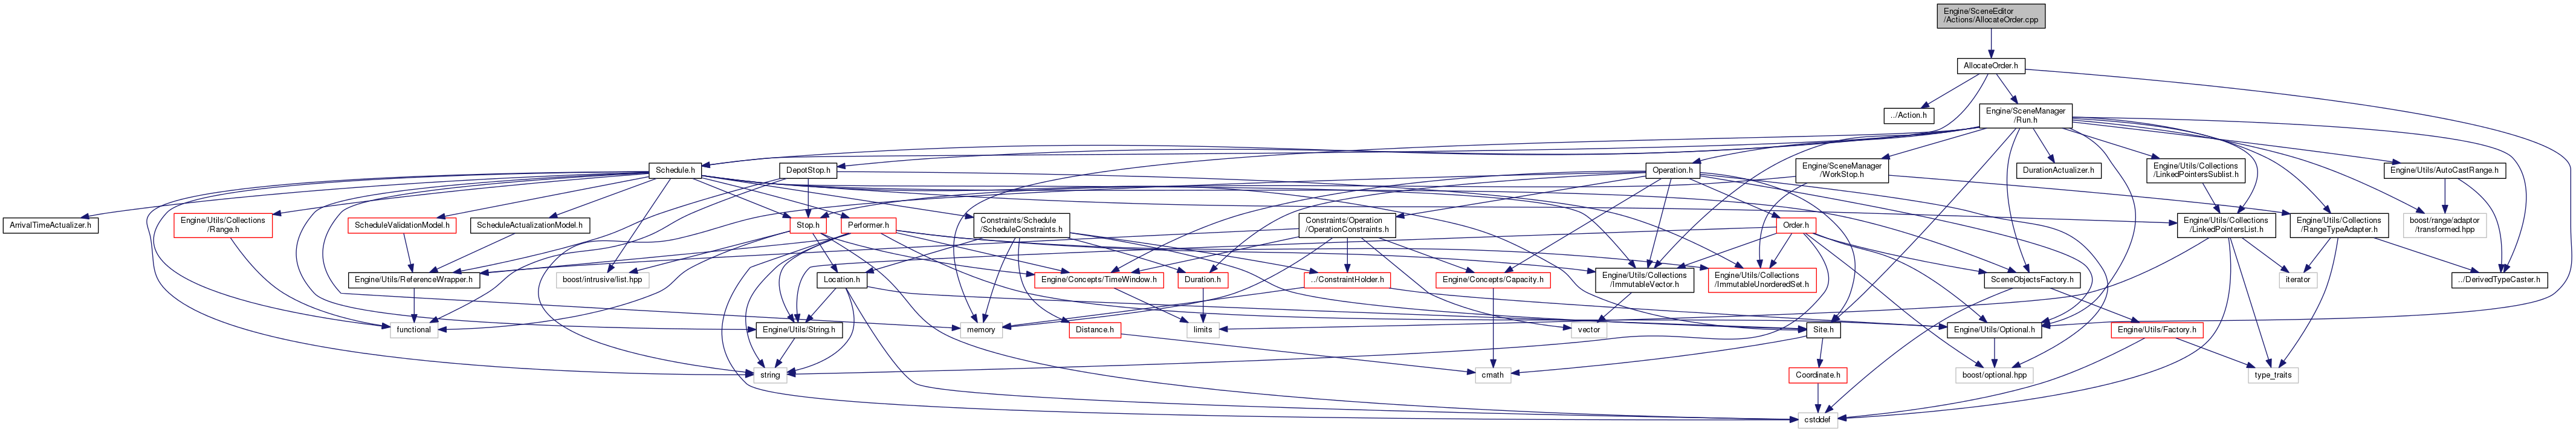 Engine/SceneEditor
/Actions/AllocateOrder.cpp
AllocateOrder.h
../Action.h
Engine/SceneManager
/Run.h
Schedule.h
DepotStop.h
Operation.h
Engine/SceneManager
/WorkStop.h
DurationActualizer.h
Engine/Utils/Collections
/LinkedPointersSublist.h
Engine/Utils/AutoCastRange.h
ArrivalTimeActualizer.h
Engine/Utils/Collections
/Range.h
ScheduleValidationModel.h
ScheduleActualizationModel.h
boost/intrusive/list.hpp
Stop.h
Performer.h
Constraints/Schedule
/ScheduleConstraints.h
Constraints/Operation
/OperationConstraints.h
Order.h
Engine/Utils/Collections
/LinkedPointersList.h
Engine/Utils/Collections
/RangeTypeAdapter.h
boost/range/adaptor
/transformed.hpp
Engine/Utils/ReferenceWrapper.h
Location.h
Engine/Concepts/TimeWindow.h
Duration.h
../ConstraintHolder.h
Engine/Concepts/Capacity.h
Engine/Utils/Collections
/ImmutableVector.h
Engine/Utils/Collections
/ImmutableUnorderedSet.h
SceneObjectsFactory.h
iterator
../DerivedTypeCaster.h
functional
Engine/Utils/String.h
memory
Distance.h
limits
vector
Site.h
Engine/Utils/Optional.h
Engine/Utils/Factory.h
string
cmath
Coordinate.h
boost/optional.hpp
type_traits
cstddef